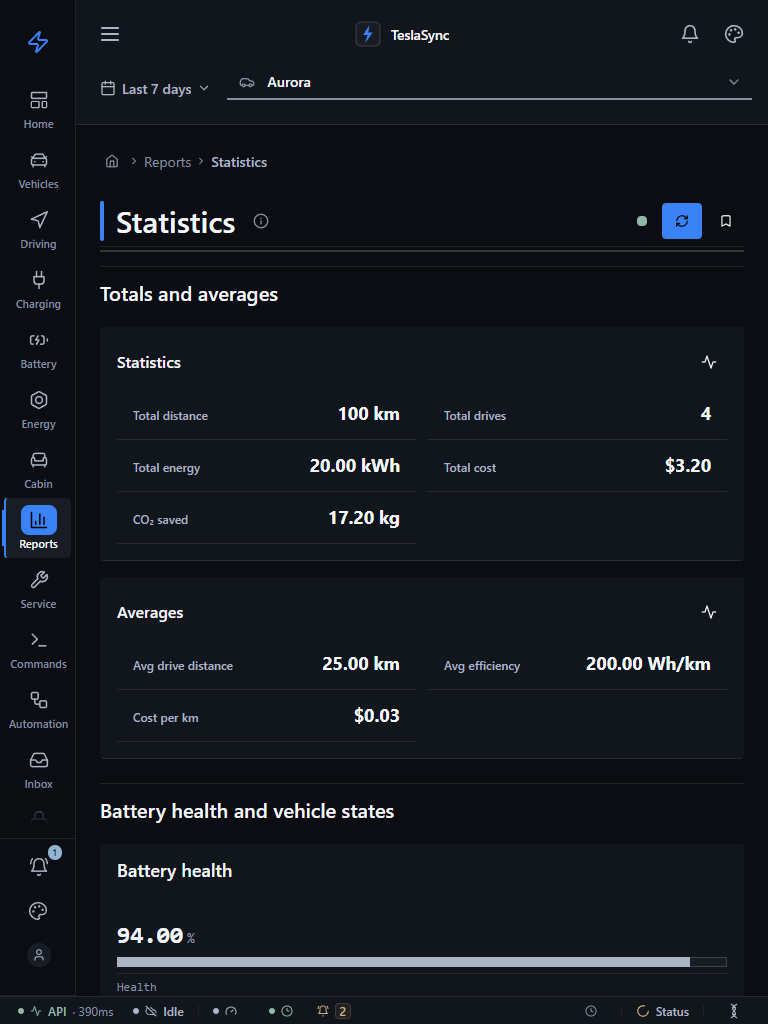 TeslaSync
Last 7 days
Aurora
Home
Vehicles
Driving
Charging
Battery
Energy
Cabin
Reports
Service
Commands
Automation
Inbox
1
Reports
Statistics
Statistics
Totals and averages
Statistics
Total distance 100 km
Total drives 4
Total energy 20.00 kWh
Total cost $3.20
CO₂ saved 17.20 kg
Averages
Avg drive distance 25.00 km
Avg efficiency 200.00 Wh/km
Cost per km $0.03
Battery health and vehicle states
Battery health
94.00 %
Health
API · 390ms
Idle
2
Status